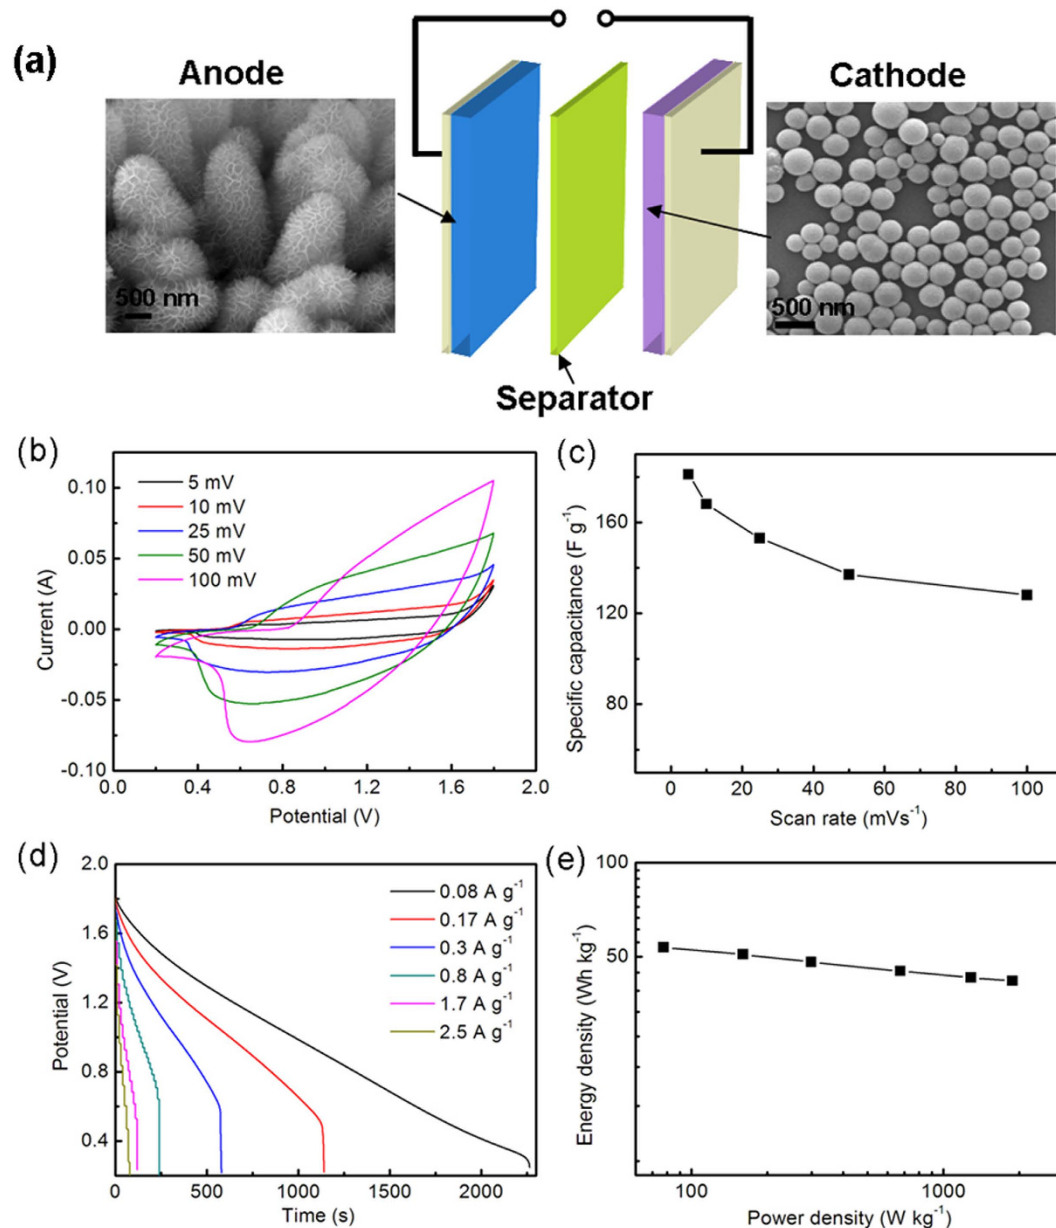 (a)
Anode
Cathode
500 nm
500 nm
Separator
(b)
0.10
0.05
0.00
-0.05
-0.10
Current (A)
5 mV
10 mV
25 mV
50 mV
100 mV
0.0 0.4 0.8 1.2 1.6 2.0
Potential (V)
(c)
160
120
80
Specific capacitance (F g⁻¹)
0 20 40 60 80 100
Scan rate (mVs⁻¹)
(d)
2.0
1.6
1.2
0.8
0.4
Potential (V)
0.08 A g⁻¹
0.17 A g⁻¹
0.3 A g⁻¹
0.8 A g⁻¹
1.7 A g⁻¹
2.5 A g⁻¹
0 500 1000 1500 2000
Time (s)
(e)
100
50
Energy density (Wh kg⁻¹)
100 1000
Power density (W kg⁻¹)